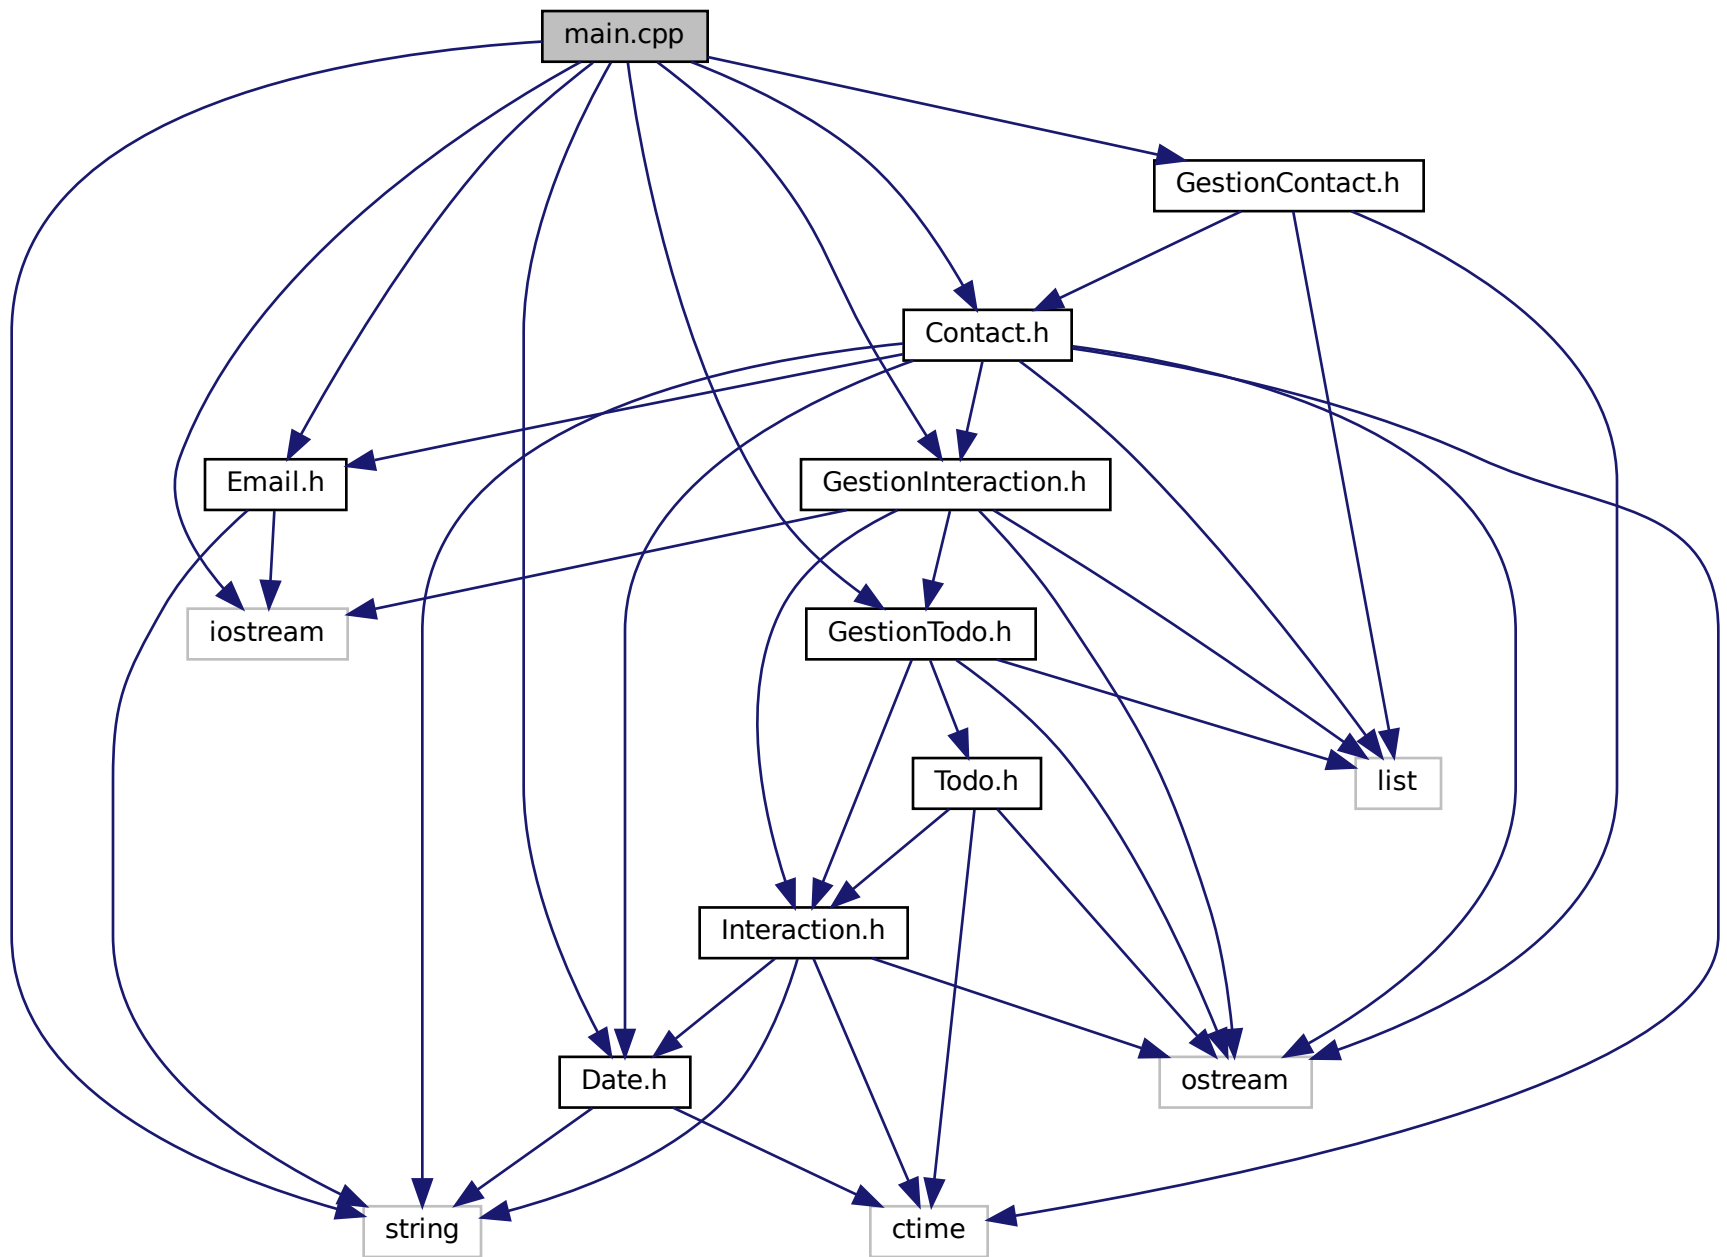 main.cpp
GestionContact.h
Contact.h
Email.h
GestionInteraction.h
iostream
GestionTodo.h
Todo.h
list
Interaction.h
Date.h
ostream
string
ctime